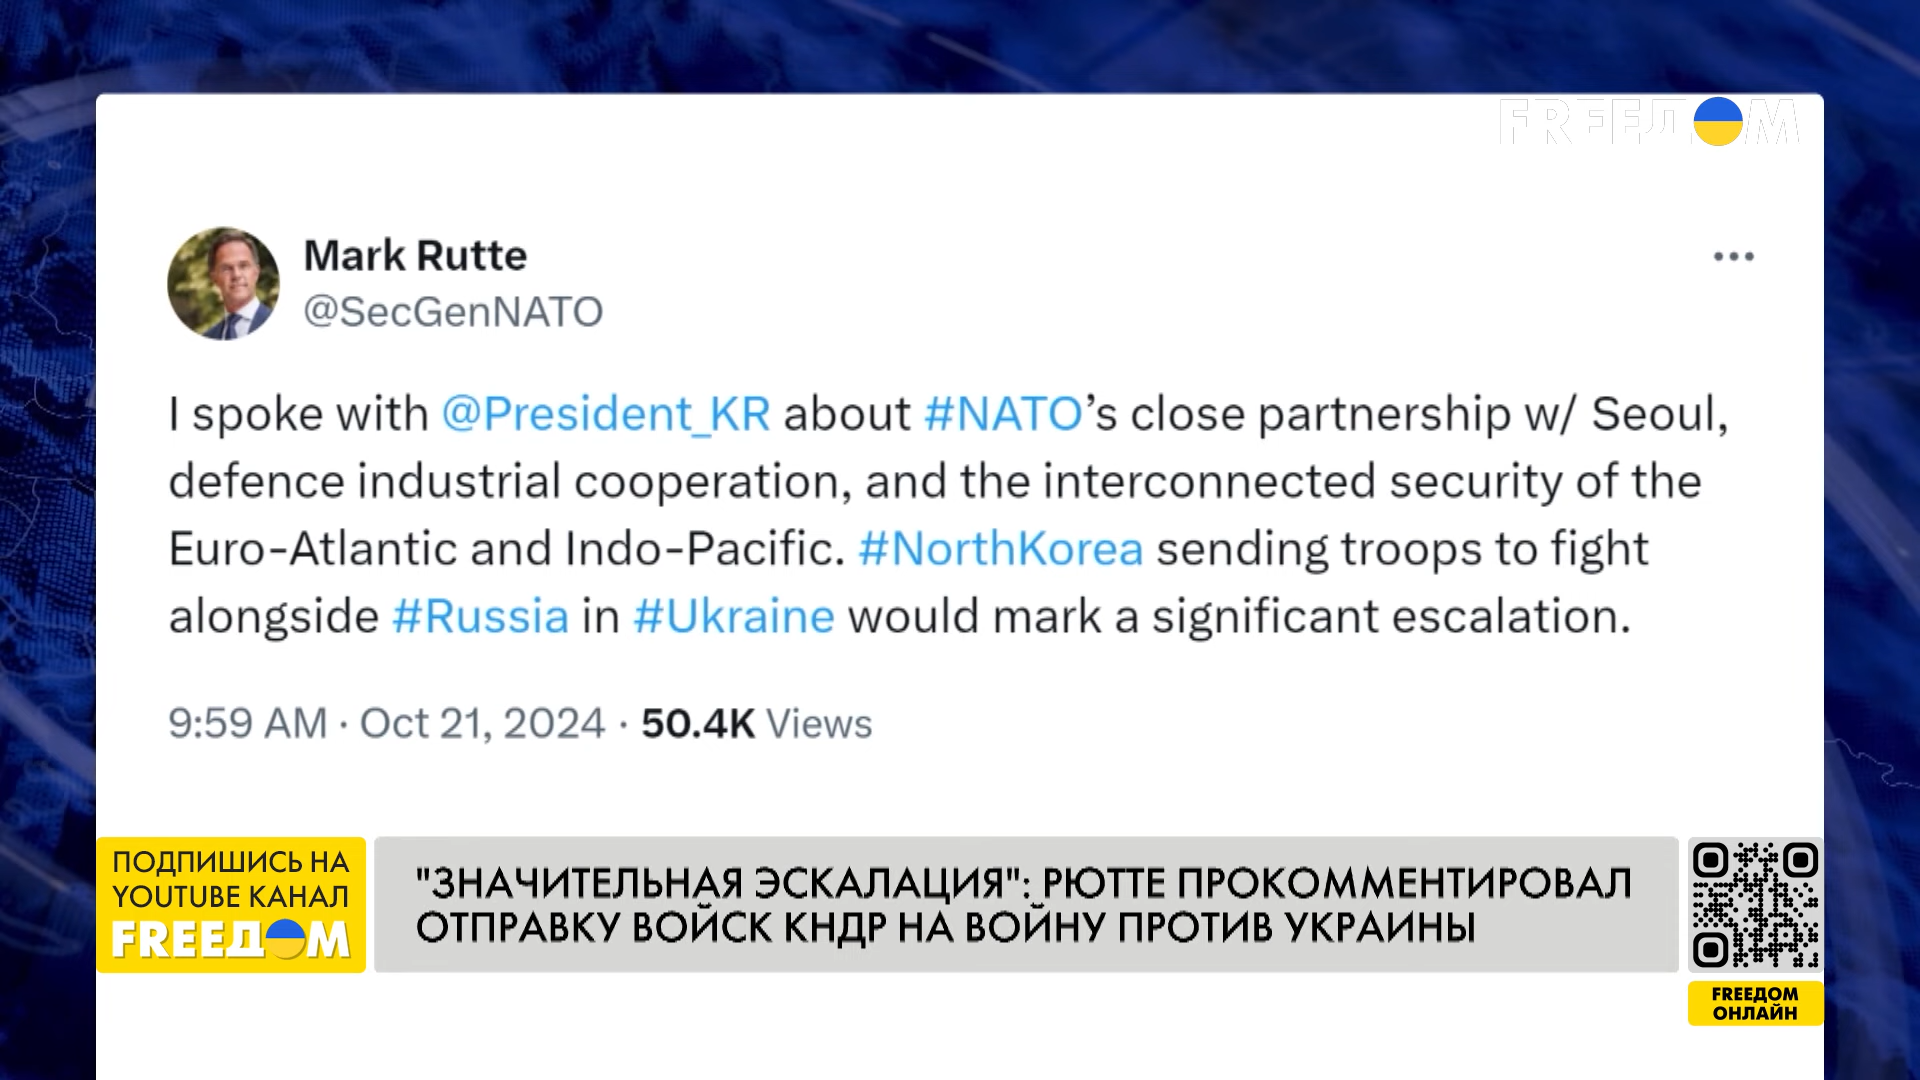 FREEДOM
Mark Rutte
@SecGenNATO
I spoke with @President_KR about #NATO’s close partnership w/ Seoul,
defence industrial cooperation, and the interconnected security of the
Euro-Atlantic and Indo-Pacific. #NorthKorea sending troops to fight
alongside #Russia in #Ukraine would mark a significant escalation.
9:59 AM · Oct 21, 2024 · 50.4K Views
ПОДПИШИСЬ НА
YOUTUBE КАНАЛ
FREEДOM
"ЗНАЧИТЕЛЬНАЯ ЭСКАЛАЦИЯ": РЮТТЕ ПРОКОММЕНТИРОВАЛ
ОТПРАВКУ ВОЙСК КНДР НА ВОЙНУ ПРОТИВ УКРАИНЫ
FREEДOM
ОНЛАЙН